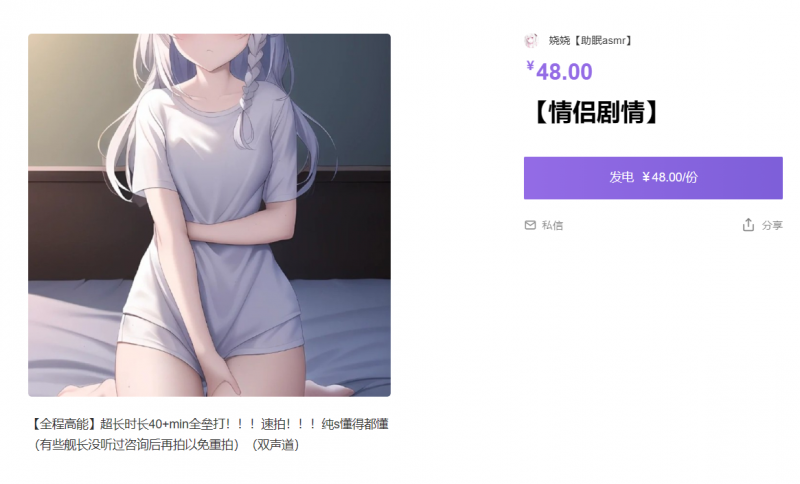 娆娆【助眠asmr】
¥48.00
【情侣剧情】
发电 ¥48.00/份
私信
分享
【全程高能】超长时长40+min全垒打！！！速拍！！！纯s懂得都懂
（有些舰长没听过咨询后再拍以免重拍）（双声道）